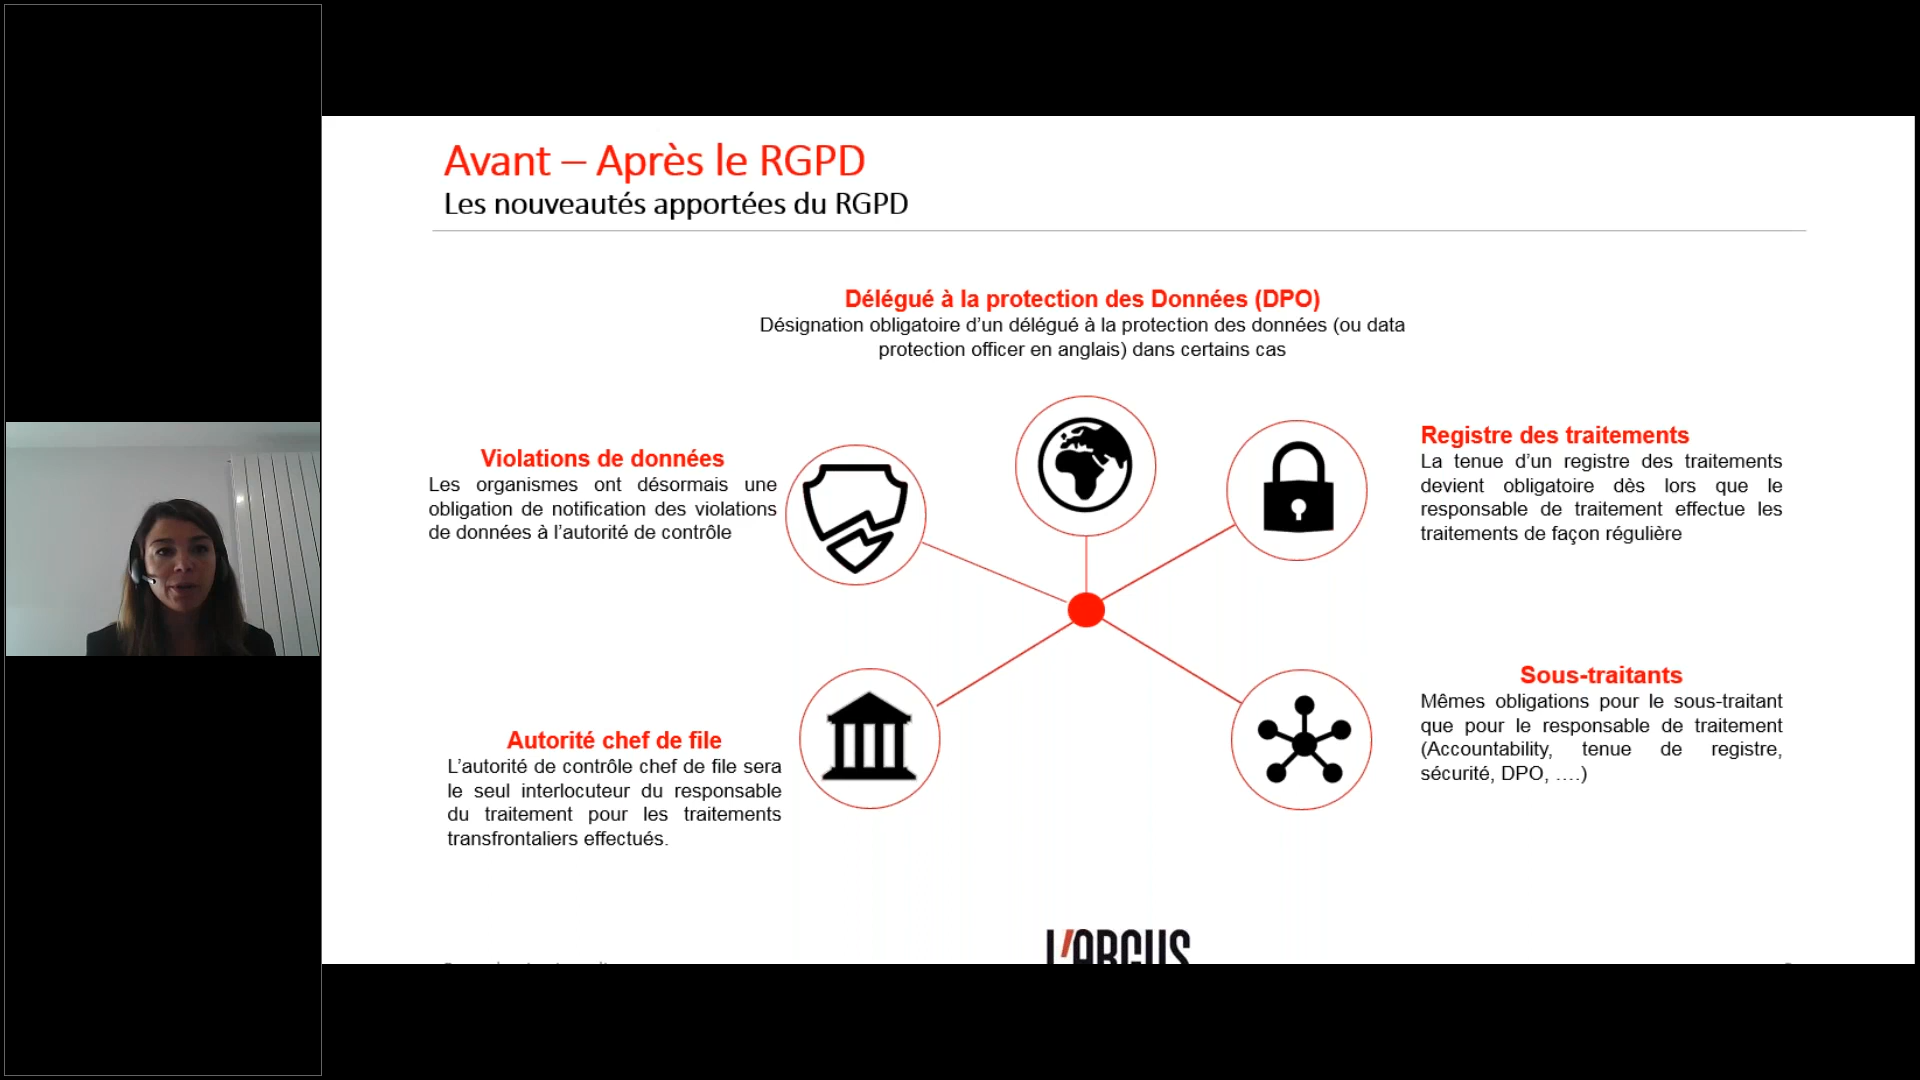 Avant – Après le RGPD
Les nouveautés apportées du RGPD
Délégué à la protection des Données (DPO)
Désignation obligatoire d’un délégué à la protection des données (ou data
protection officer en anglais) dans certains cas
Violations de données
Les organismes ont désormais une
obligation de notification des violations
de données à l’autorité de contrôle
Registre des traitements
La tenue d’un registre des traitements
devient obligatoire dès lors que le
responsable de traitement effectue les
traitements de façon régulière
Autorité chef de file
L’autorité de contrôle chef de file sera
le seul interlocuteur du responsable
du traitement pour les traitements
transfrontaliers effectués.
Sous-traitants
Mêmes obligations pour le sous-traitant
que pour le responsable de traitement
(Accountability, tenue de registre,
sécurité, DPO, ….)
L'ARGUS